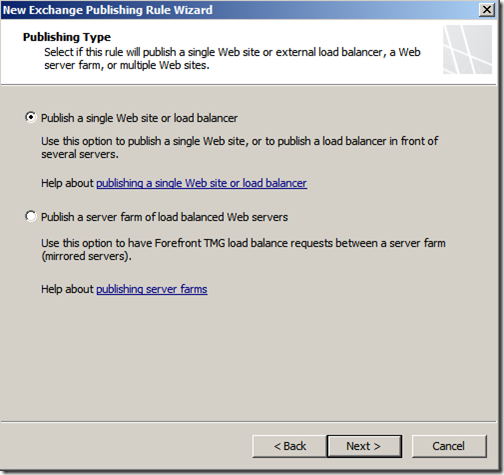 New Exchange Publishing Rule Wizard
Publishing Type
Select if this rule will publish a single Web site or external load balancer, a Web
server farm, or multiple Web sites.
Publish a single Web site or load balancer
Use this option to publish a single Web site, or to publish a load balancer in front of
several servers.
Help about publishing a single Web site or load balancer
Publish a server farm of load balanced Web servers
Use this option to have Forefront TMG load balance requests between a server farm
(mirrored servers).
Help about publishing server farms
< Back Next > Cancel